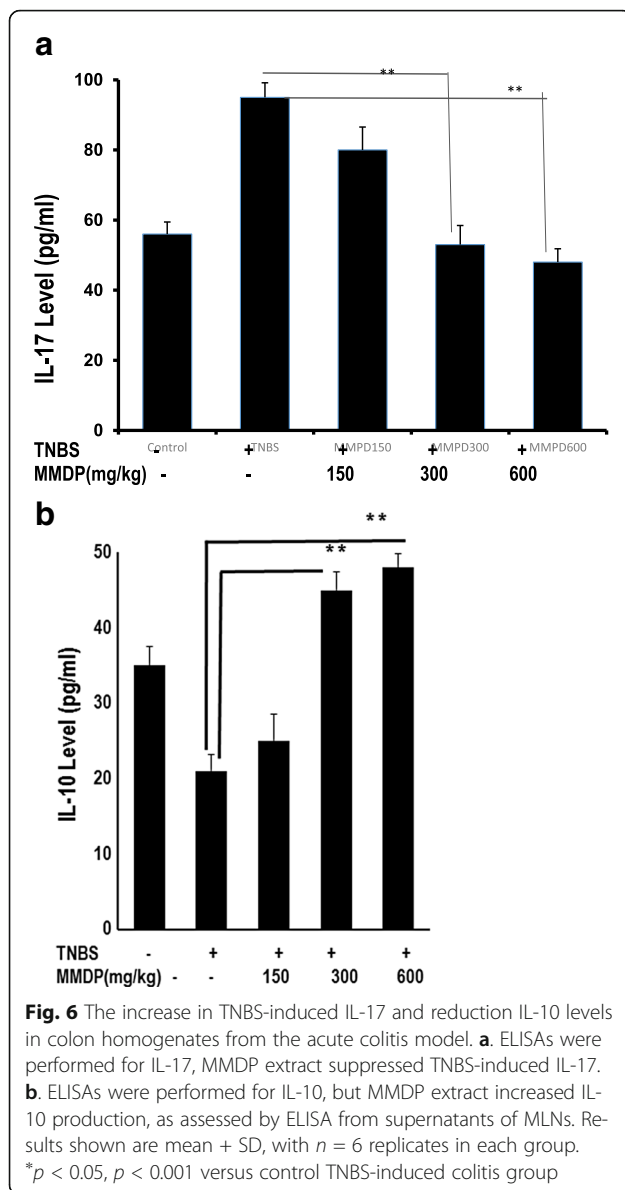 a
**
**
100
80
60
40
20
0
IL-17 Level (pg/ml)
Control TNBS MMPD150 MMPD300 MMPD600
TNBS - + + + +
MMDP(mg/kg) - - 150 300 600
b
**
**
50
40
30
20
10
0
IL-10 Level (pg/ml)
TNBS - + + + +
MMDP(mg/kg) - - 150 300 600
Fig. 6 The increase in TNBS-induced IL-17 and reduction IL-10 levels
in colon homogenates from the acute colitis model. a. ELISAs were
performed for IL-17, MMDP extract suppressed TNBS-induced IL-17.
b. ELISAs were performed for IL-10, but MMDP extract increased IL-
10 production, as assessed by ELISA from supernatants of MLNs. Re-
sults shown are mean + SD, with n = 6 replicates in each group.
*p < 0.05, p < 0.001 versus control TNBS-induced colitis group